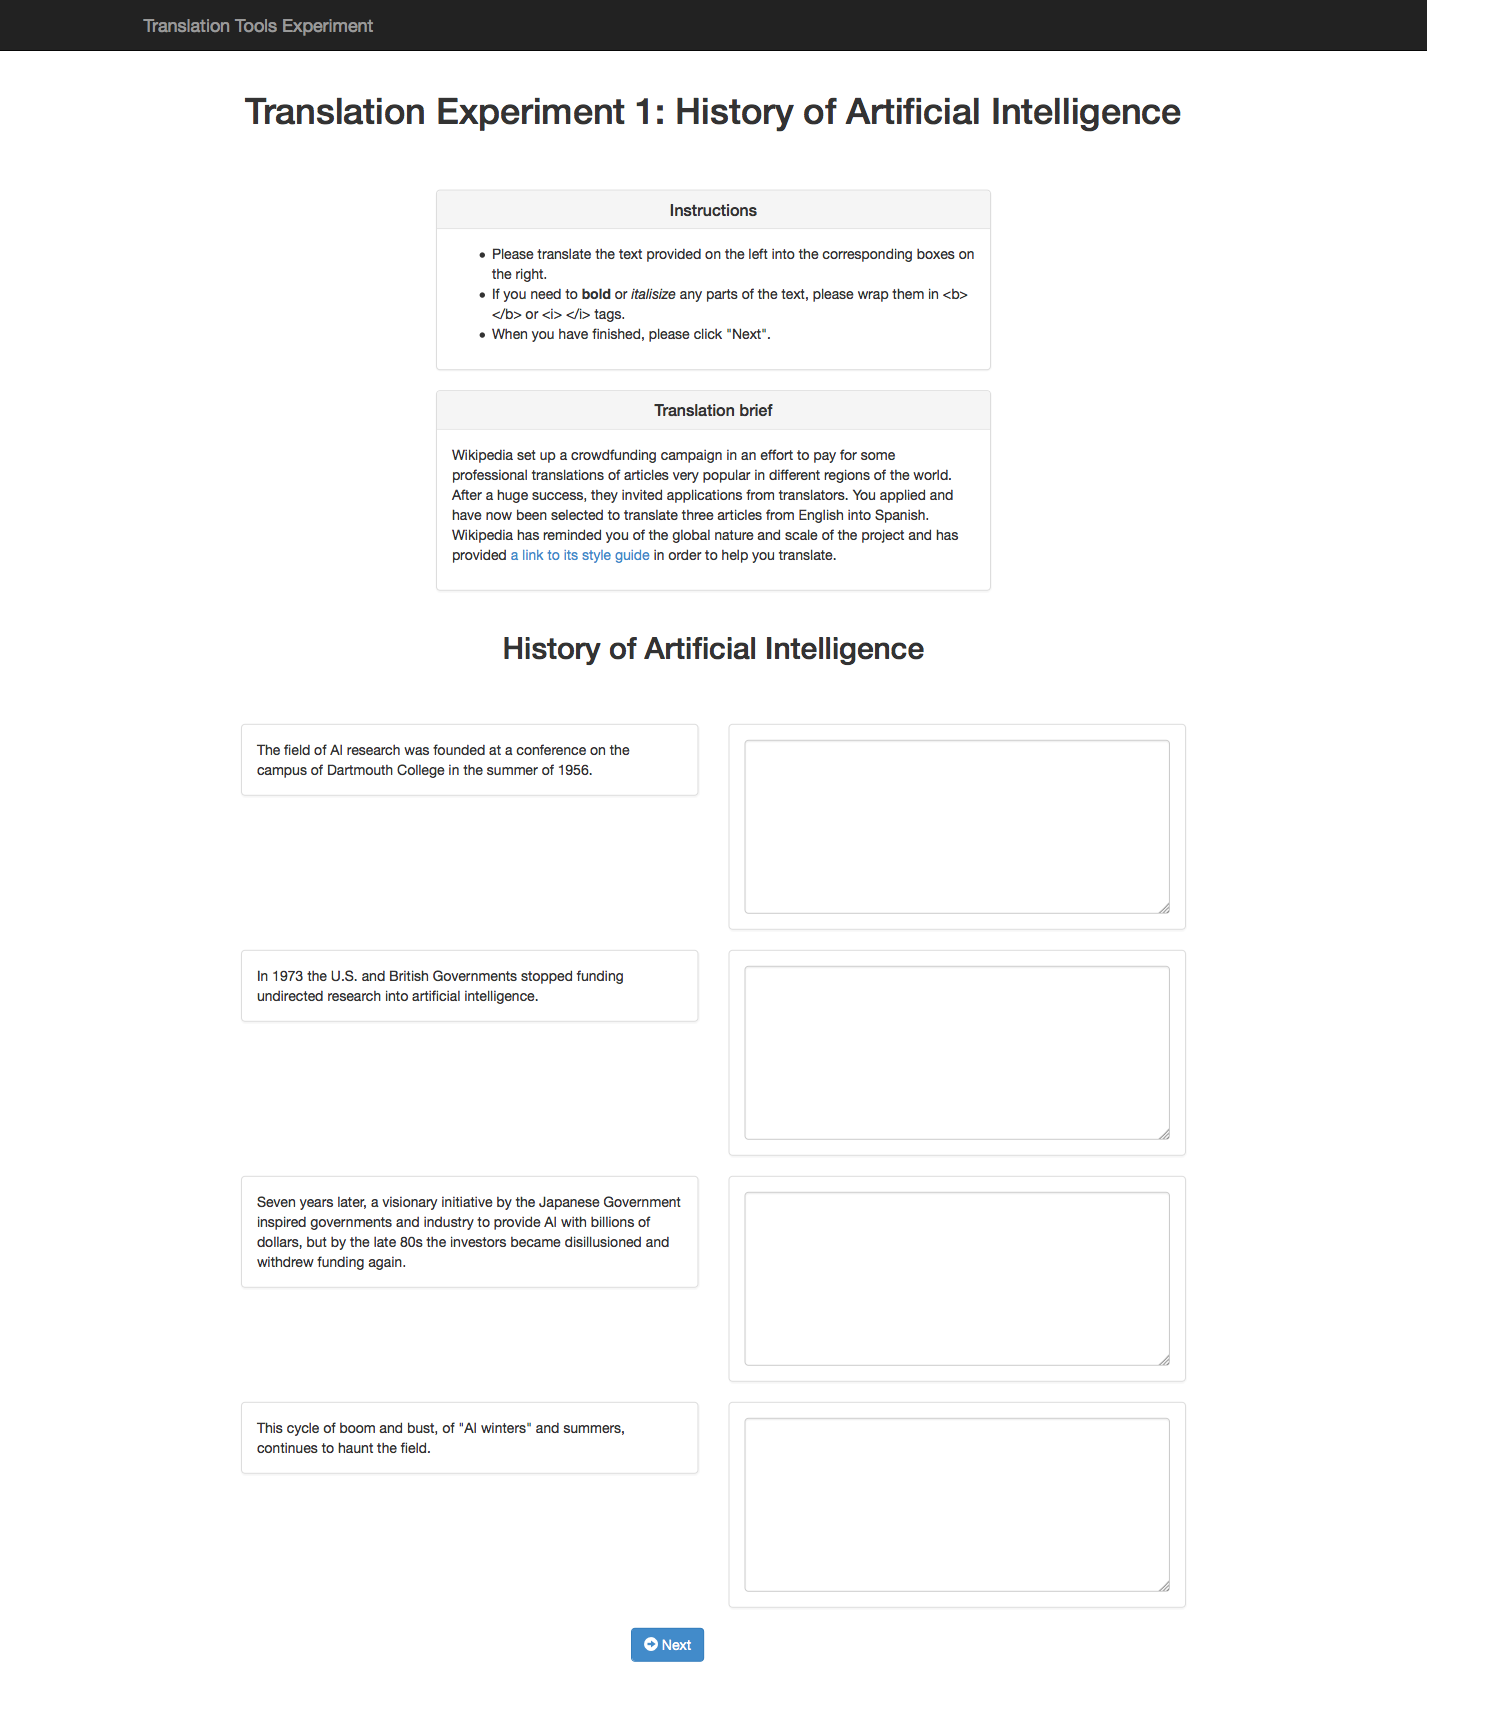 Translation Tools Experiment
Translation Experiment 1: History of Artificial Intelligence
Instructions
• Please translate the text provided on the left into the corresponding boxes on
the right.
• If you need to bold or italisize any parts of the text, please wrap them in <b>
</b> or <i> </i> tags.
• When you have finished, please click "Next".
Translation brief
Wikipedia set up a crowdfunding campaign in an effort to pay for some
professional translations of articles very popular in different regions of the world.
After a huge success, they invited applications from translators. You applied and
have now been selected to translate three articles from English into Spanish.
Wikipedia has reminded you of the global nature and scale of the project and has
provided a link to its style guide in order to help you translate.
History of Artificial Intelligence
The field of AI research was founded at a conference on the
campus of Dartmouth College in the summer of 1956.
In 1973 the U.S. and British Governments stopped funding
undirected research into artificial intelligence.
Seven years later, a visionary initiative by the Japanese Government
inspired governments and industry to provide AI with billions of
dollars, but by the late 80s the investors became disillusioned and
withdrew funding again.
This cycle of boom and bust, of "AI winters" and summers,
continues to haunt the field.
Next